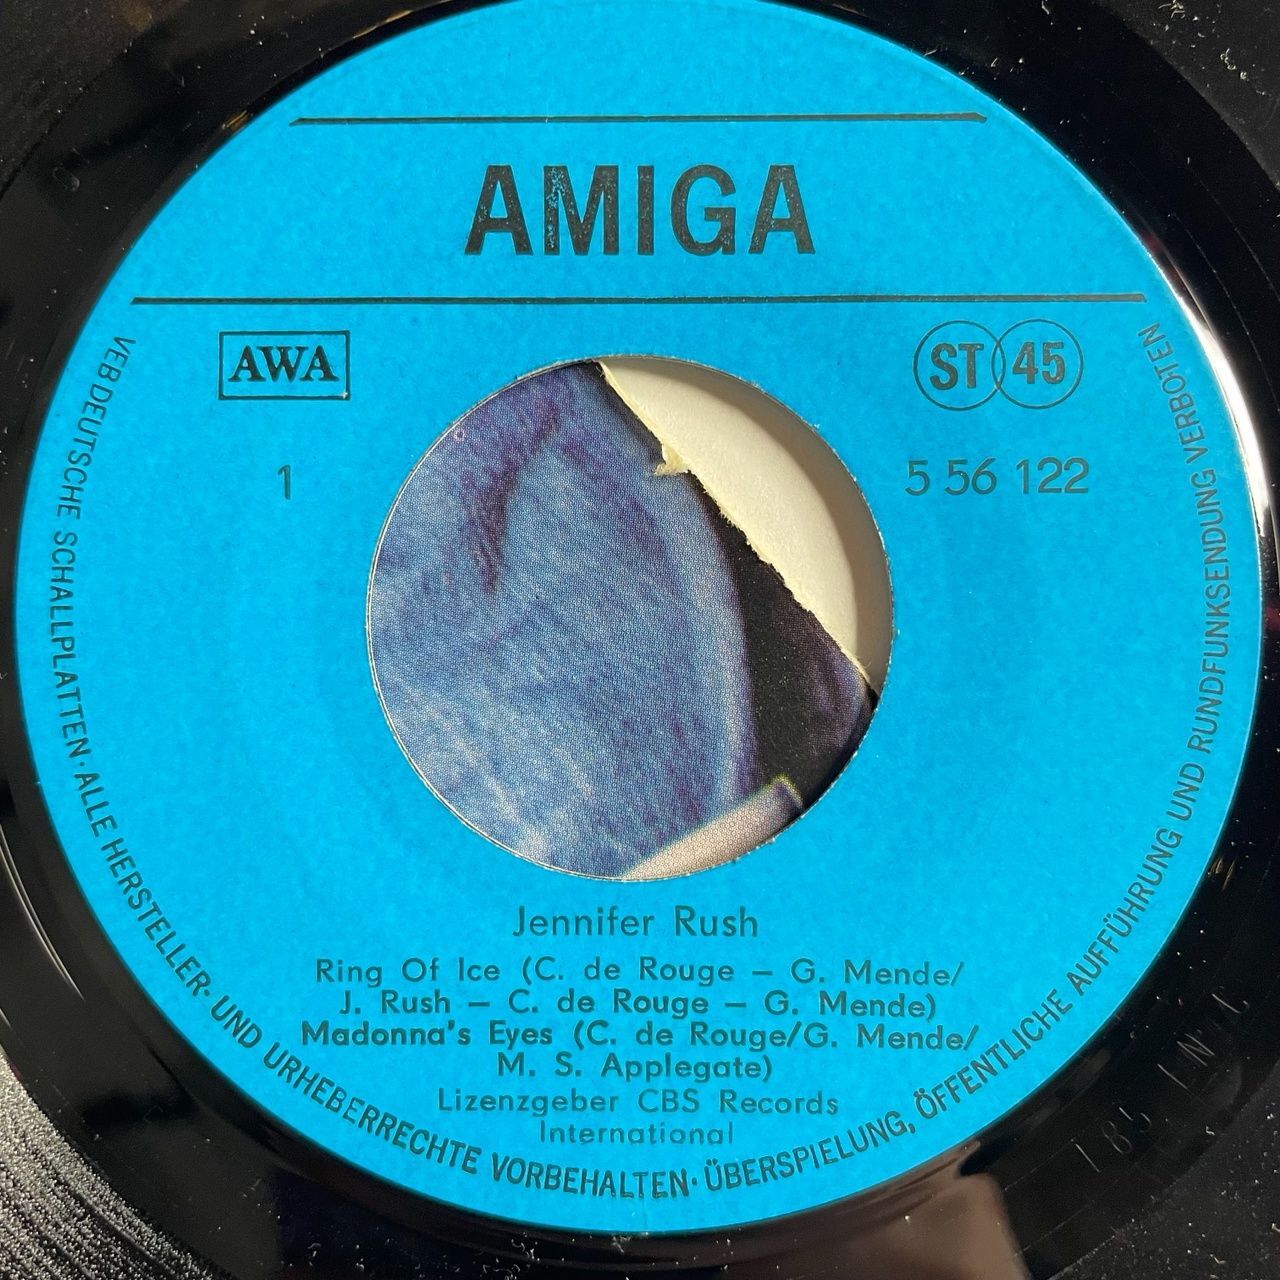 AMIGA
AWA
ST 45
1
5 56 122
Jennifer Rush
Ring Of Ice (C. de Rouge – G. Mende/
J. Rush – C. de Rouge – G. Mende)
Madonna's Eyes (C. de Rouge/G. Mende/
M. S. Applegate)
Lizenzgeber CBS Records
International
VEB DEUTSCHE SCHALLPLATTEN · ALLE HERSTELLER- UND URHEBERRECHTE VORBEHALTEN · ÜBERSPIELUNG, ÖFFENTLICHE AUFFÜHRUNG UND RUNDFUNKSENDUNG VERBOTEN